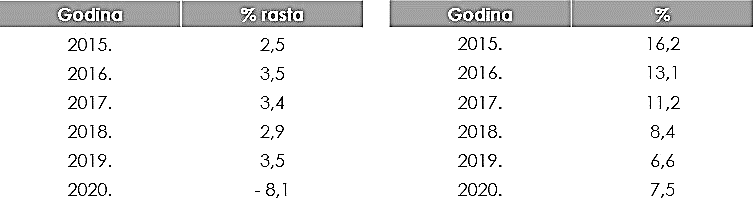 Godina % rasta Godina %
2015. 2,5 2015. 16,2
2016. 3,5 2016. 13,1
2017. 3,4 2017. 11,2
2018. 2,9 2018. 8,4
2019. 3,5 2019. 6,6
2020. - 8,1 2020. 7,5